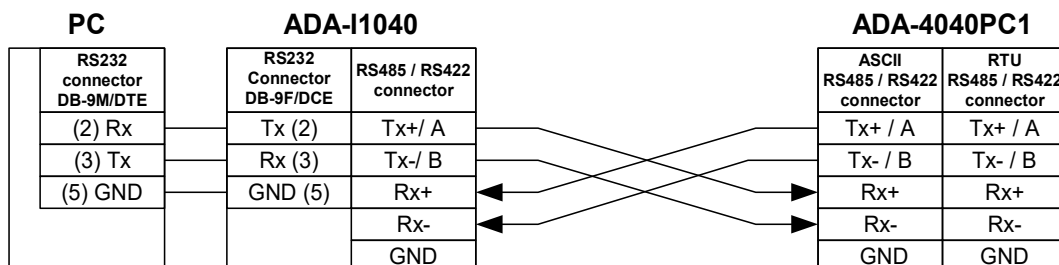 PC
ADA-I1040
ADA-4040PC1
RS232
connector
DB-9M/DTE
RS232
Connector
DB-9F/DCE
RS485 / RS422
connector
ASCII
RS485 / RS422
connector
RTU
RS485 / RS422
connector
(2) Rx
Tx (2)
Tx+/ A
Tx+ / A
Tx+ / A
(3) Tx
Rx (3)
Tx-/ B
Tx- / B
Tx- / B
(5) GND
GND (5)
Rx+
Rx+
Rx+
Rx-
Rx-
Rx-
GND
GND
GND